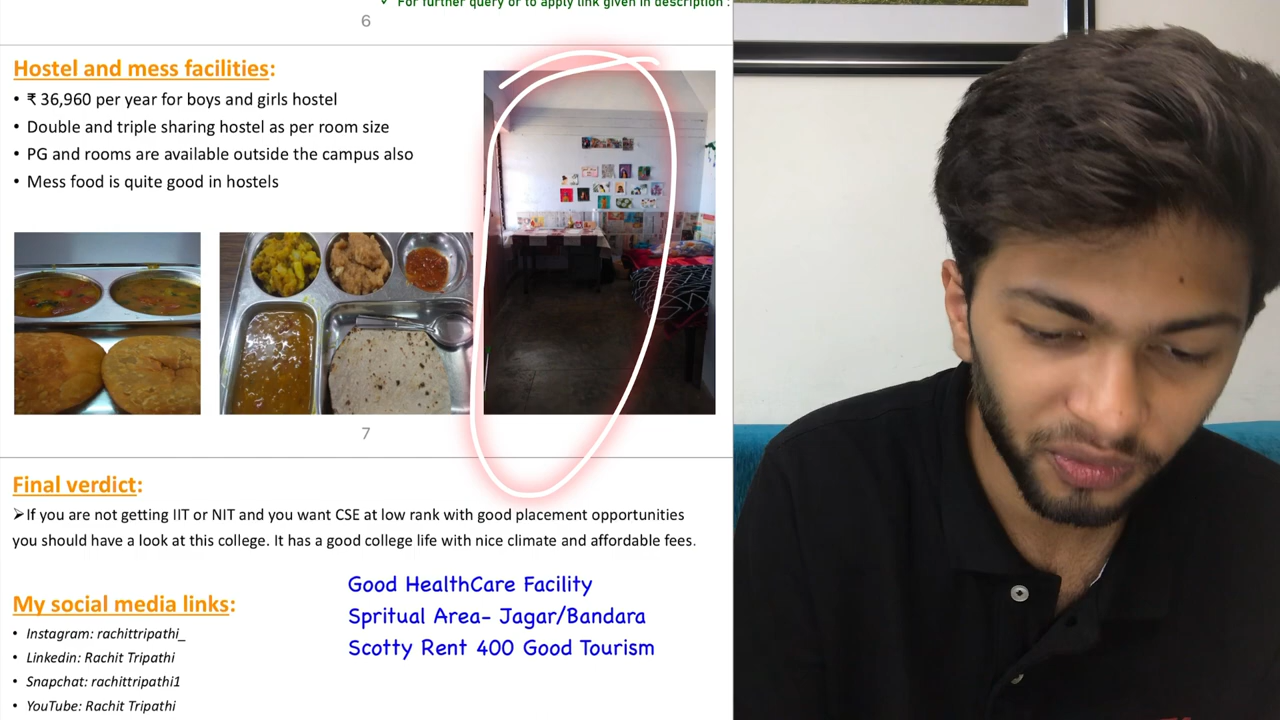 ✓ For further query or to apply link given in description :
6
Hostel and mess facilities:
• ₹ 36,960 per year for boys and girls hostel
• Double and triple sharing hostel as per room size
• PG and rooms are available outside the campus also
• Mess food is quite good in hostels
7
Final verdict:
➢If you are not getting IIT or NIT and you want CSE at low rank with good placement opportunities
you should have a look at this college. It has a good college life with nice climate and affordable fees.
Good HealthCare Facility
Spritual Area- Jagar/Bandara
Scotty Rent 400 Good Tourism
My social media links:
• Instagram: rachittripathi_
• Linkedin: Rachit Tripathi
• Snapchat: rachittripathi1
• YouTube: Rachit Tripathi